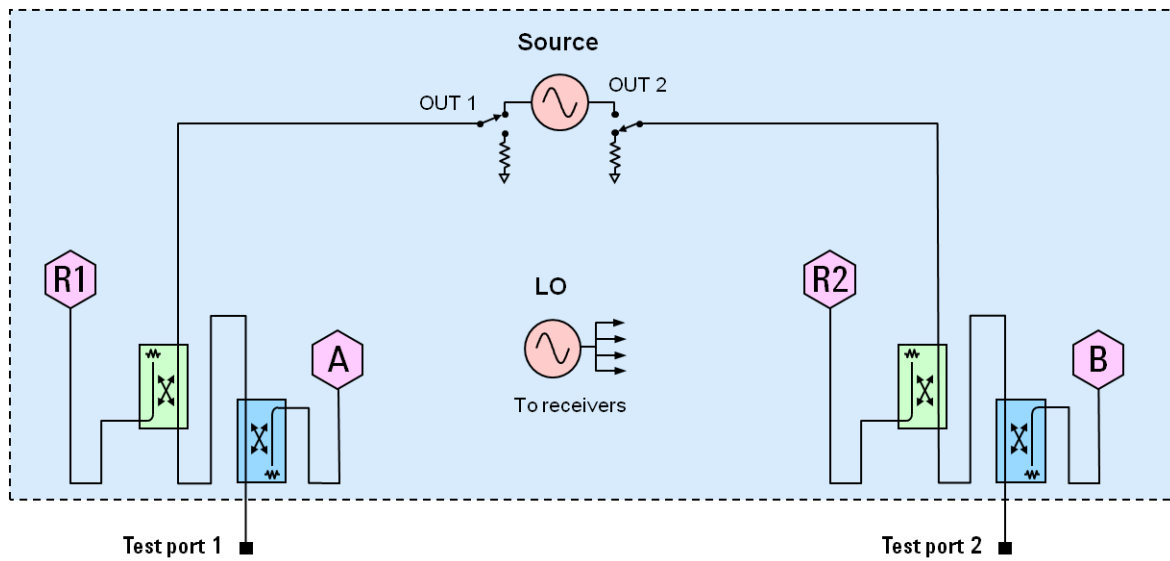 Source
OUT 1
OUT 2
R1
LO
R2
A
B
To receivers
Test port 1
Test port 2